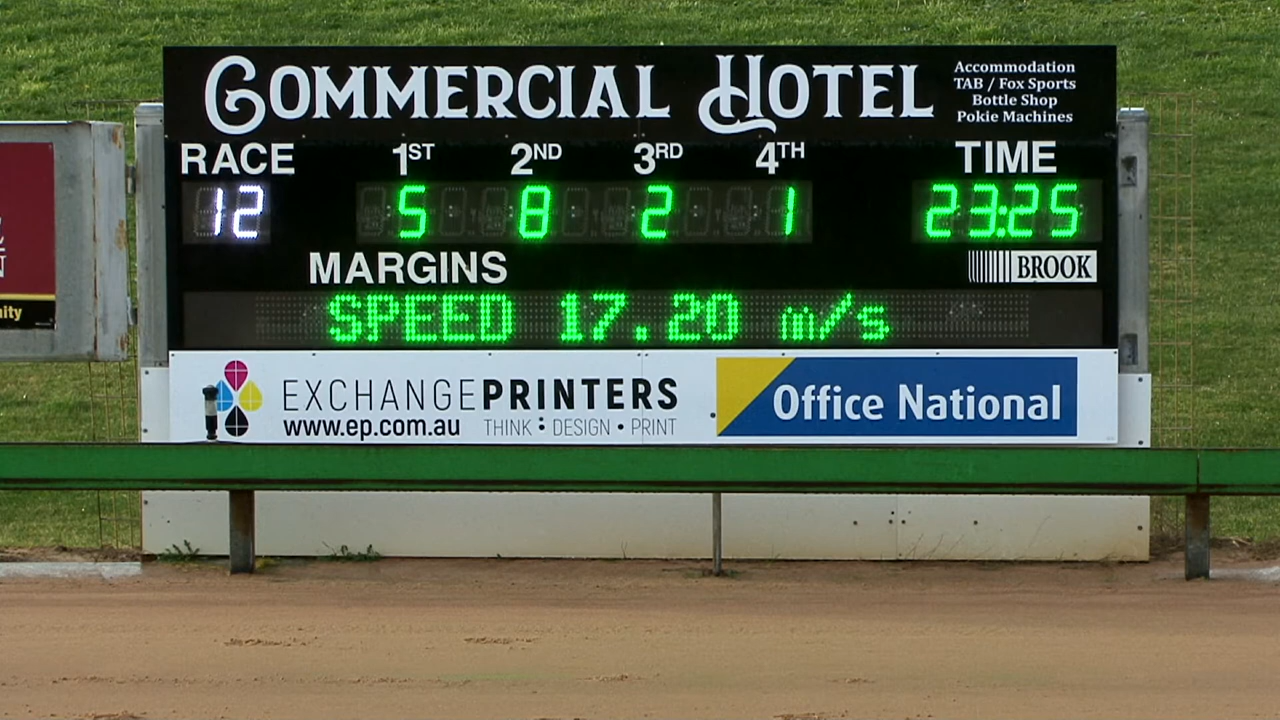 COMMERCIAL HOTEL
Accommodation
TAB / Fox Sports
Bottle Shop
Pokie Machines
RACE 1ST 2ND 3RD 4TH TIME
12 5 8 2 1 23:25
MARGINS
BROOK
SPEED 17.20 m/s
EXCHANGEPRINTERS
www.ep.com.au THINK : DESIGN • PRINT
Office National